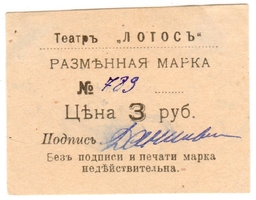 Театръ „ЛОТОСЪ"
РАЗМѢННАЯ МАРКА
№ 789
Цѣна 3 руб.
Подпись
Безъ подписи и печати марка
недѣйствительна.